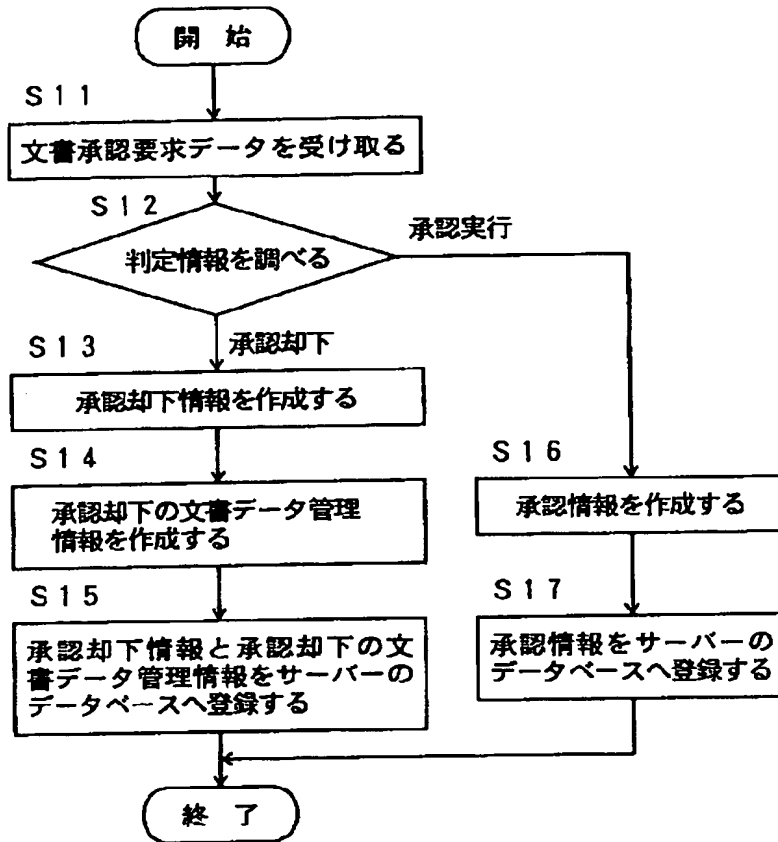 開 始
S11
文書承認要求データを受け取る
S12
判定情報を調べる
承認実行
承認却下
S13
承認却下情報を作成する
S14
承認却下の文書データ管理
情報を作成する
S15
承認却下情報と承認却下の文
書データ管理情報をサーバーの
データベースへ登録する
S16
承認情報を作成する
S17
承認情報をサーバーの
データベースへ登録する
終 了